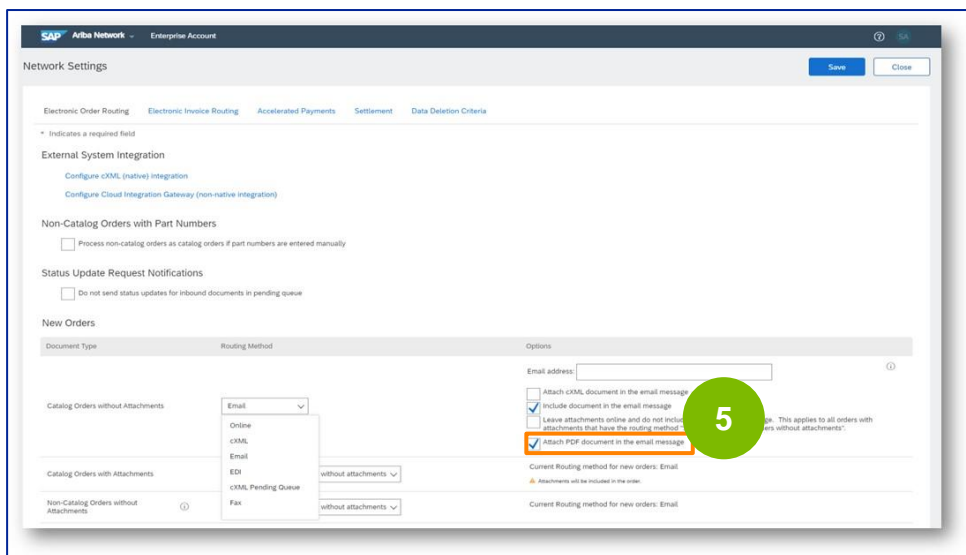 SAP Ariba Network Enterprise Account SA
Network Settings Save Close
Electronic Order Routing Electronic Invoice Routing Accelerated Payments Settlement Data Deletion Criteria
* Indicates a required field
External System Integration
Configure cXML (native) integration
Configure Cloud Integration Gateway (non-native integration)
Non-Catalog Orders with Part Numbers
Process non-catalog orders as catalog orders if part numbers are entered manually
Status Update Request Notifications
Do not send status updates for inbound documents in pending queue
New Orders
Document Type Routing Method Options
Email address:
Attach cXML document in the email message
Catalog Orders without Attachments Email Include document in the email message
Leave attachments online and do not includ ge. This applies to all orders with
attachments that have the routing method " rders without attachments".
Attach PDF document in the email message
5
Online
cXML
Email
EDI
cXML Pending Queue
Fax
Catalog Orders with Attachments without attachments Current Routing method for new orders: Email
Attachments will be included in the order.
Non-Catalog Orders without
Attachments without attachments Current Routing method for new orders: Email